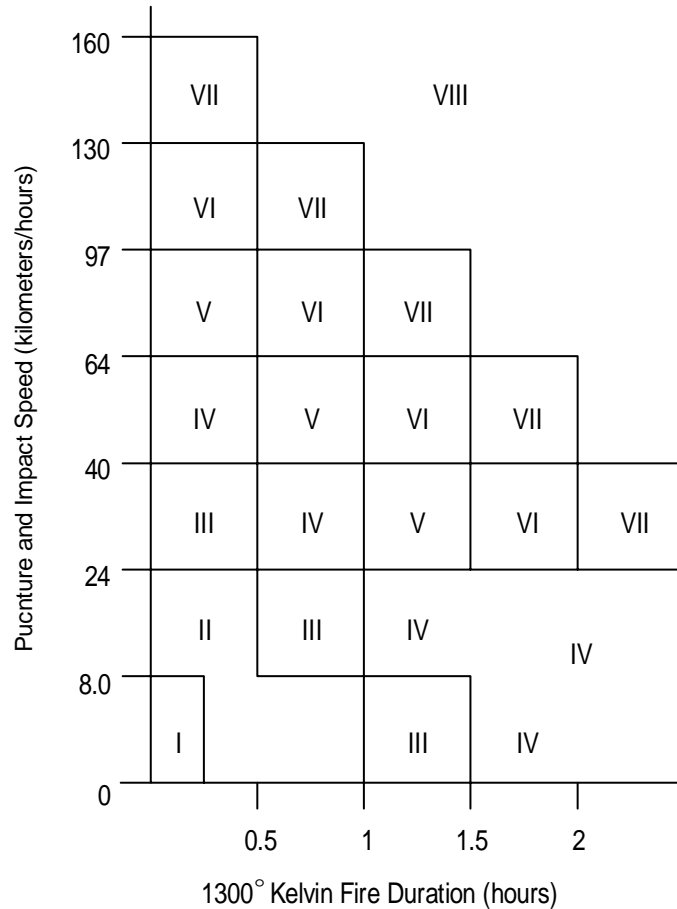 160
VII VIII
130
VI VII
97
V VI VII
64
IV V VI VII
40
III IV V VI VII
24
II III IV
IV
8.0
I III IV
0
0.5 1 1.5 2
1300° Kelvin Fire Duration (hours)
Pucnture and Impact Speed (kilometers/hours)